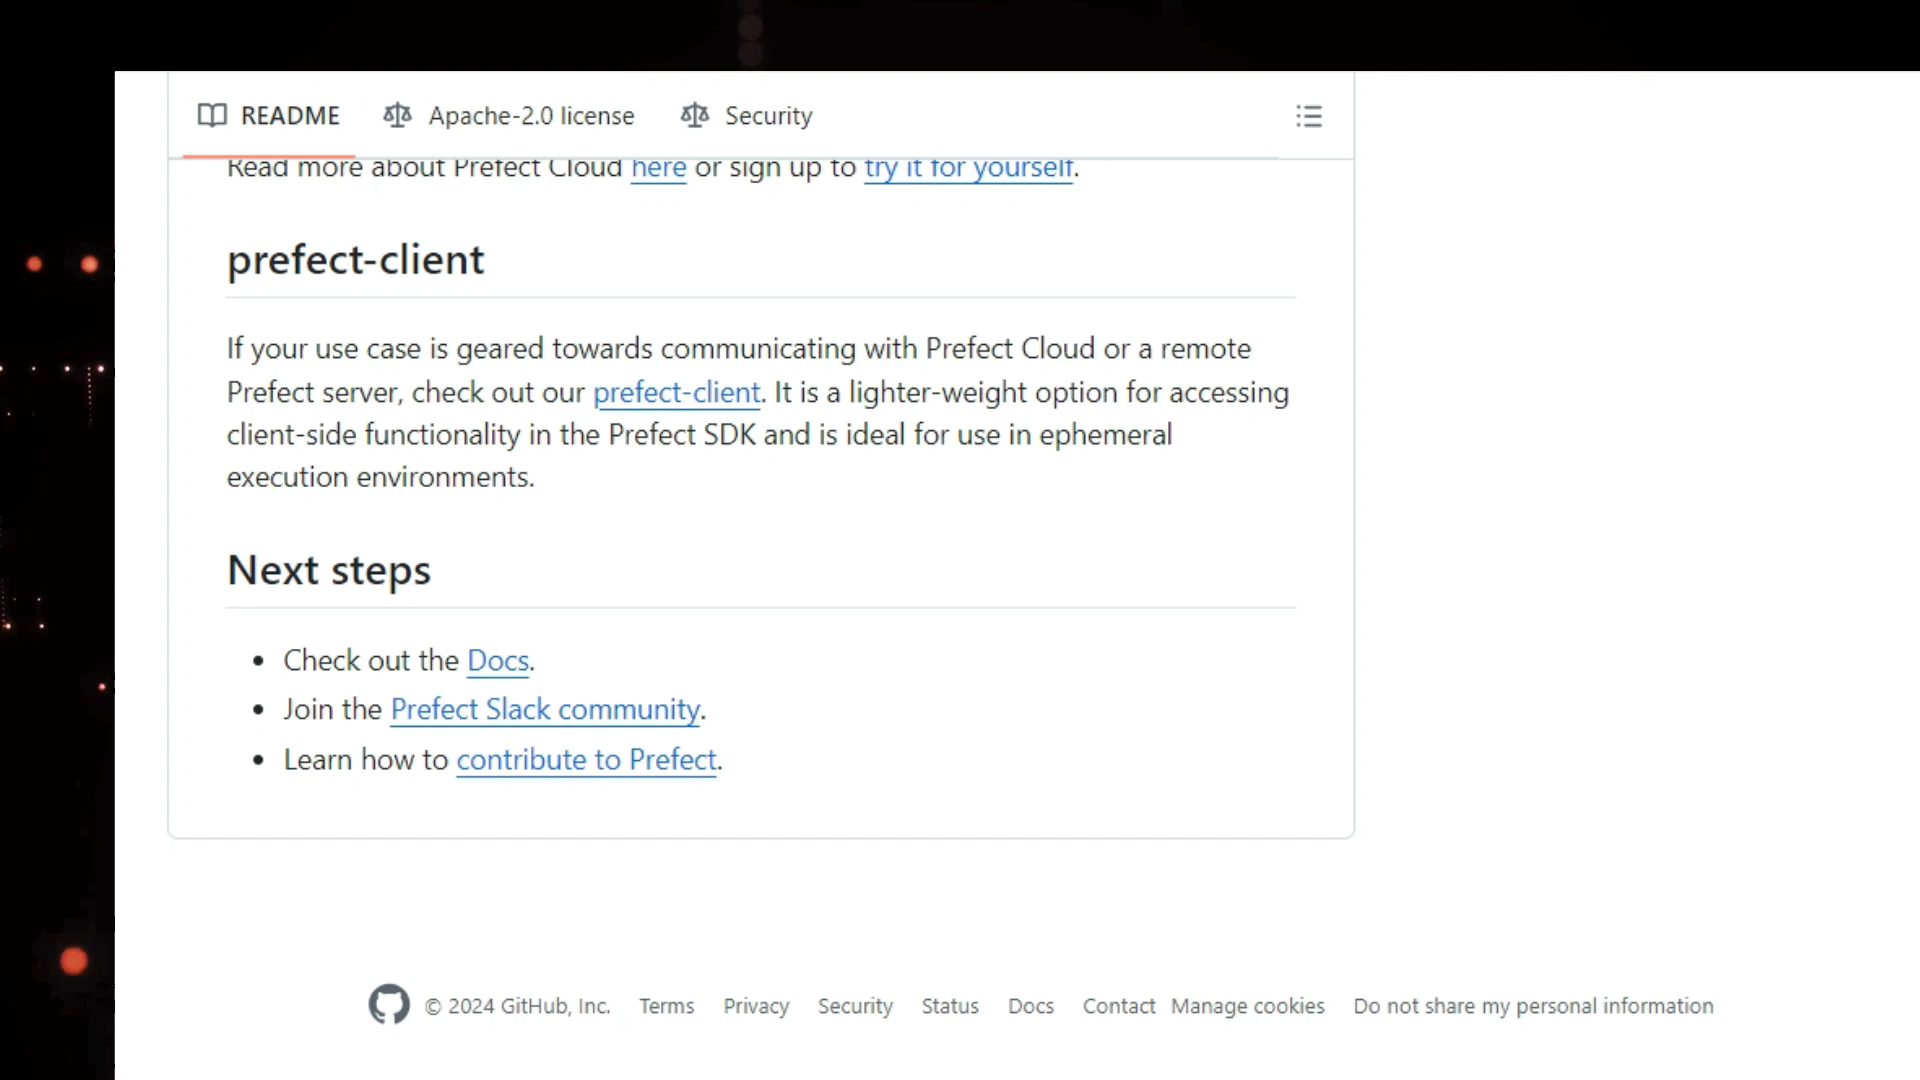 README Apache-2.0 license Security
Read more about Prefect Cloud here or sign up to try it for yourself.
prefect-client
If your use case is geared towards communicating with Prefect Cloud or a remote
Prefect server, check out our prefect-client. It is a lighter-weight option for accessing
client-side functionality in the Prefect SDK and is ideal for use in ephemeral
execution environments.
Next steps
• Check out the Docs.
• Join the Prefect Slack community.
• Learn how to contribute to Prefect.
© 2024 GitHub, Inc. Terms Privacy Security Status Docs Contact Manage cookies Do not share my personal information